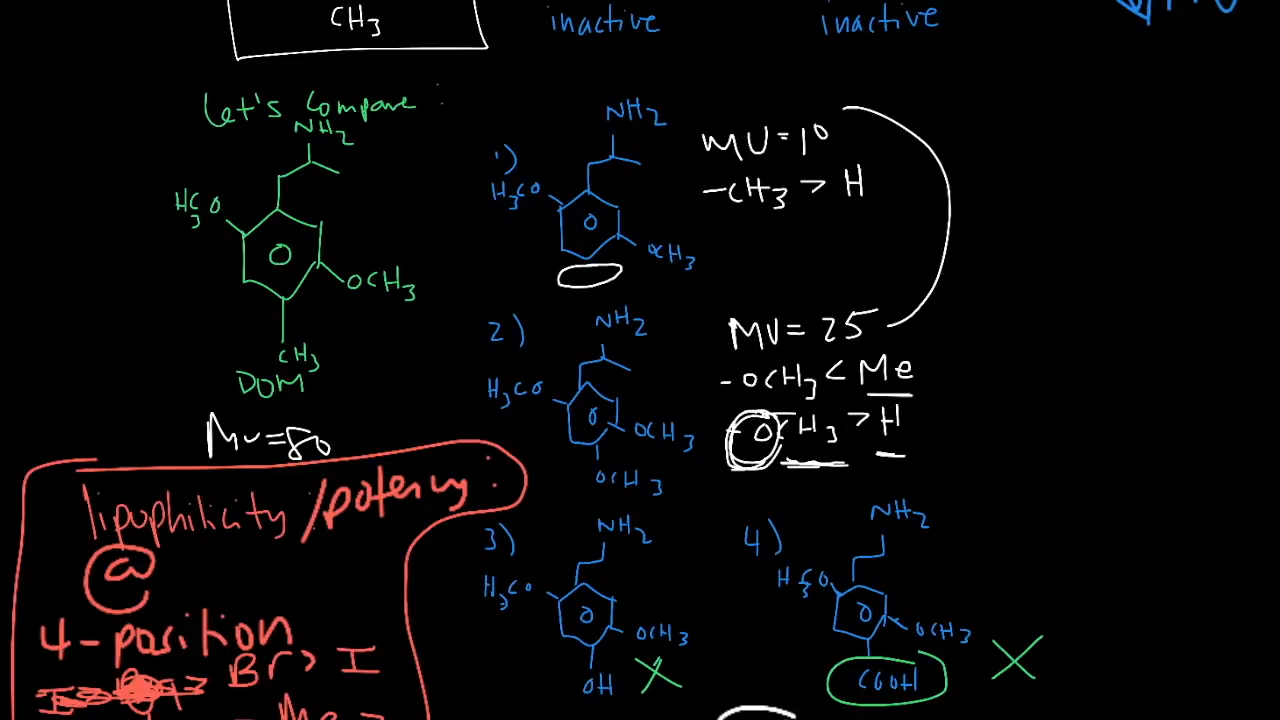 CH3
inactive
inactive
Let's Compare :
NH2
H3CO
OCH3
CH3
DOM
MU=80
1)
NH2
H3CO
OCH3
MU=10
-CH3 > H
2)
NH2
H3CO
OCH3
OCH3
MU=25
-OCH3 < Me
-OCH3 > H
3)
NH2
H3CO
OCH3
OH
4)
NH2
H3CO
OCH3
COOH
lipophilicity/potency :
@
4-position
Br > I